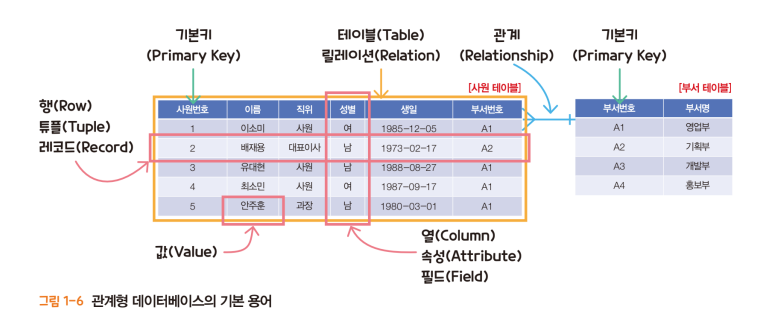 기본키
(Primary Key)
테이블(Table)
릴레이션(Relation)
관계
(Relationship)
기본키
(Primary Key)
[사원 테이블]
[부서 테이블]
행(Row)
튜플(Tuple)
레코드(Record)
사원번호 이름 직위 성별 생일 부서번호
1 이소미 사원 여 1985-12-05 A1
2 배재용 대표이사 남 1973-02-17 A2
3 유대현 사원 남 1988-08-27 A1
4 최소민 사원 여 1987-09-17 A1
5 안주훈 과장 남 1980-03-01 A1
부서번호 부서명
A1 영업부
A2 기획부
A3 개발부
A4 홍보부
값(Value)
열(Column)
속성(Attribute)
필드(Field)
그림 1-6 관계형 데이터베이스의 기본 용어